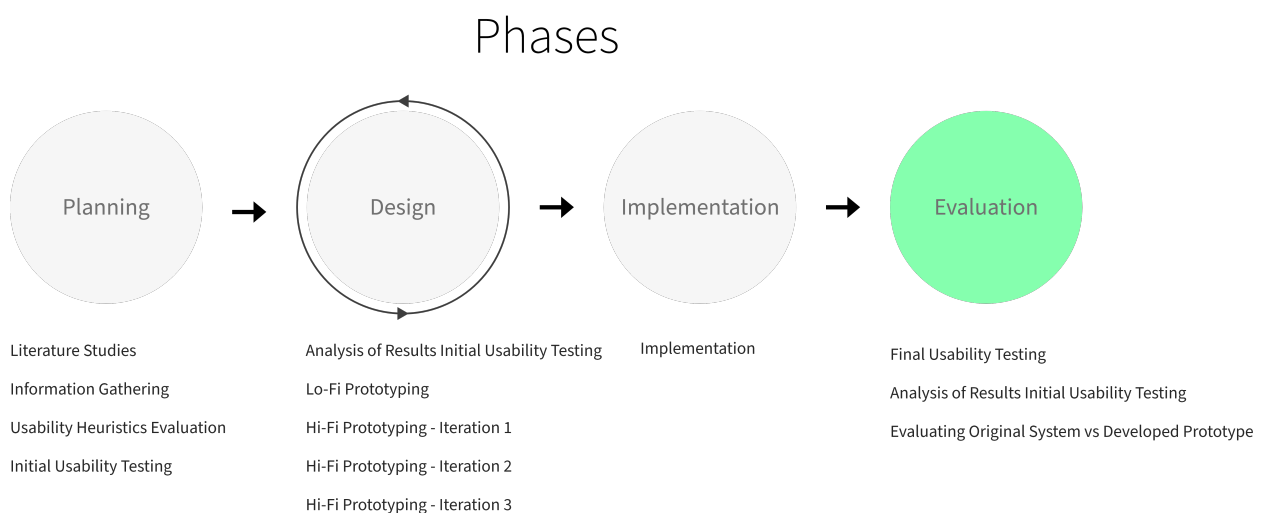 Phases
Planning
Design
Implementation
Evaluation
Literature Studies
Information Gathering
Usability Heuristics Evaluation
Initial Usability Testing
Analysis of Results Initial Usability Testing
Lo-Fi Prototyping
Hi-Fi Prototyping - Iteration 1
Hi-Fi Prototyping - Iteration 2
Hi-Fi Prototyping - Iteration 3
Implementation
Final Usability Testing
Analysis of Results Initial Usability Testing
Evaluating Original System vs Developed Prototype